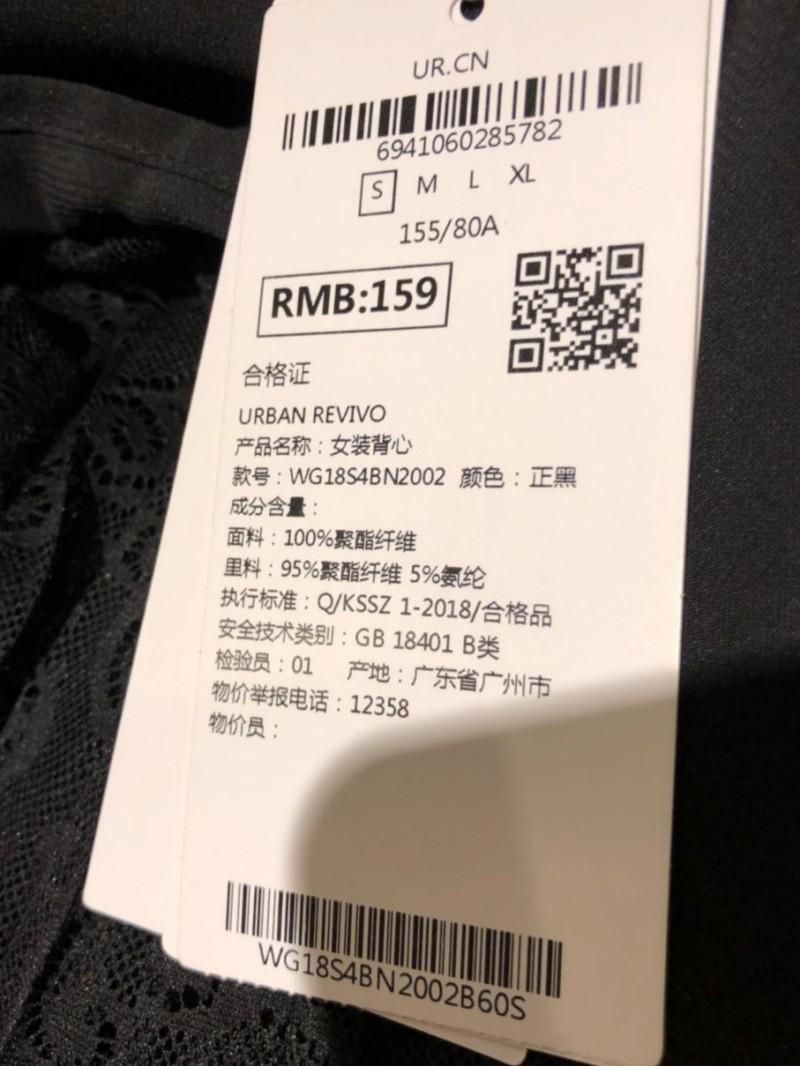 UR.CN
6941060285782
S M L XL
155/80A
RMB:159
合格证
URBAN REVIVO
产品名称：女装背心
款号：WG18S4BN2002 颜色：正黑
成分含量：
面料：100%聚酯纤维
里料：95%聚酯纤维 5%氨纶
执行标准：Q/KSSZ 1-2018/合格品
安全技术类别：GB 18401 B类
检验员：01 产地：广东省广州市
物价举报电话：12358
物价员：
WG18S4BN2002B60S